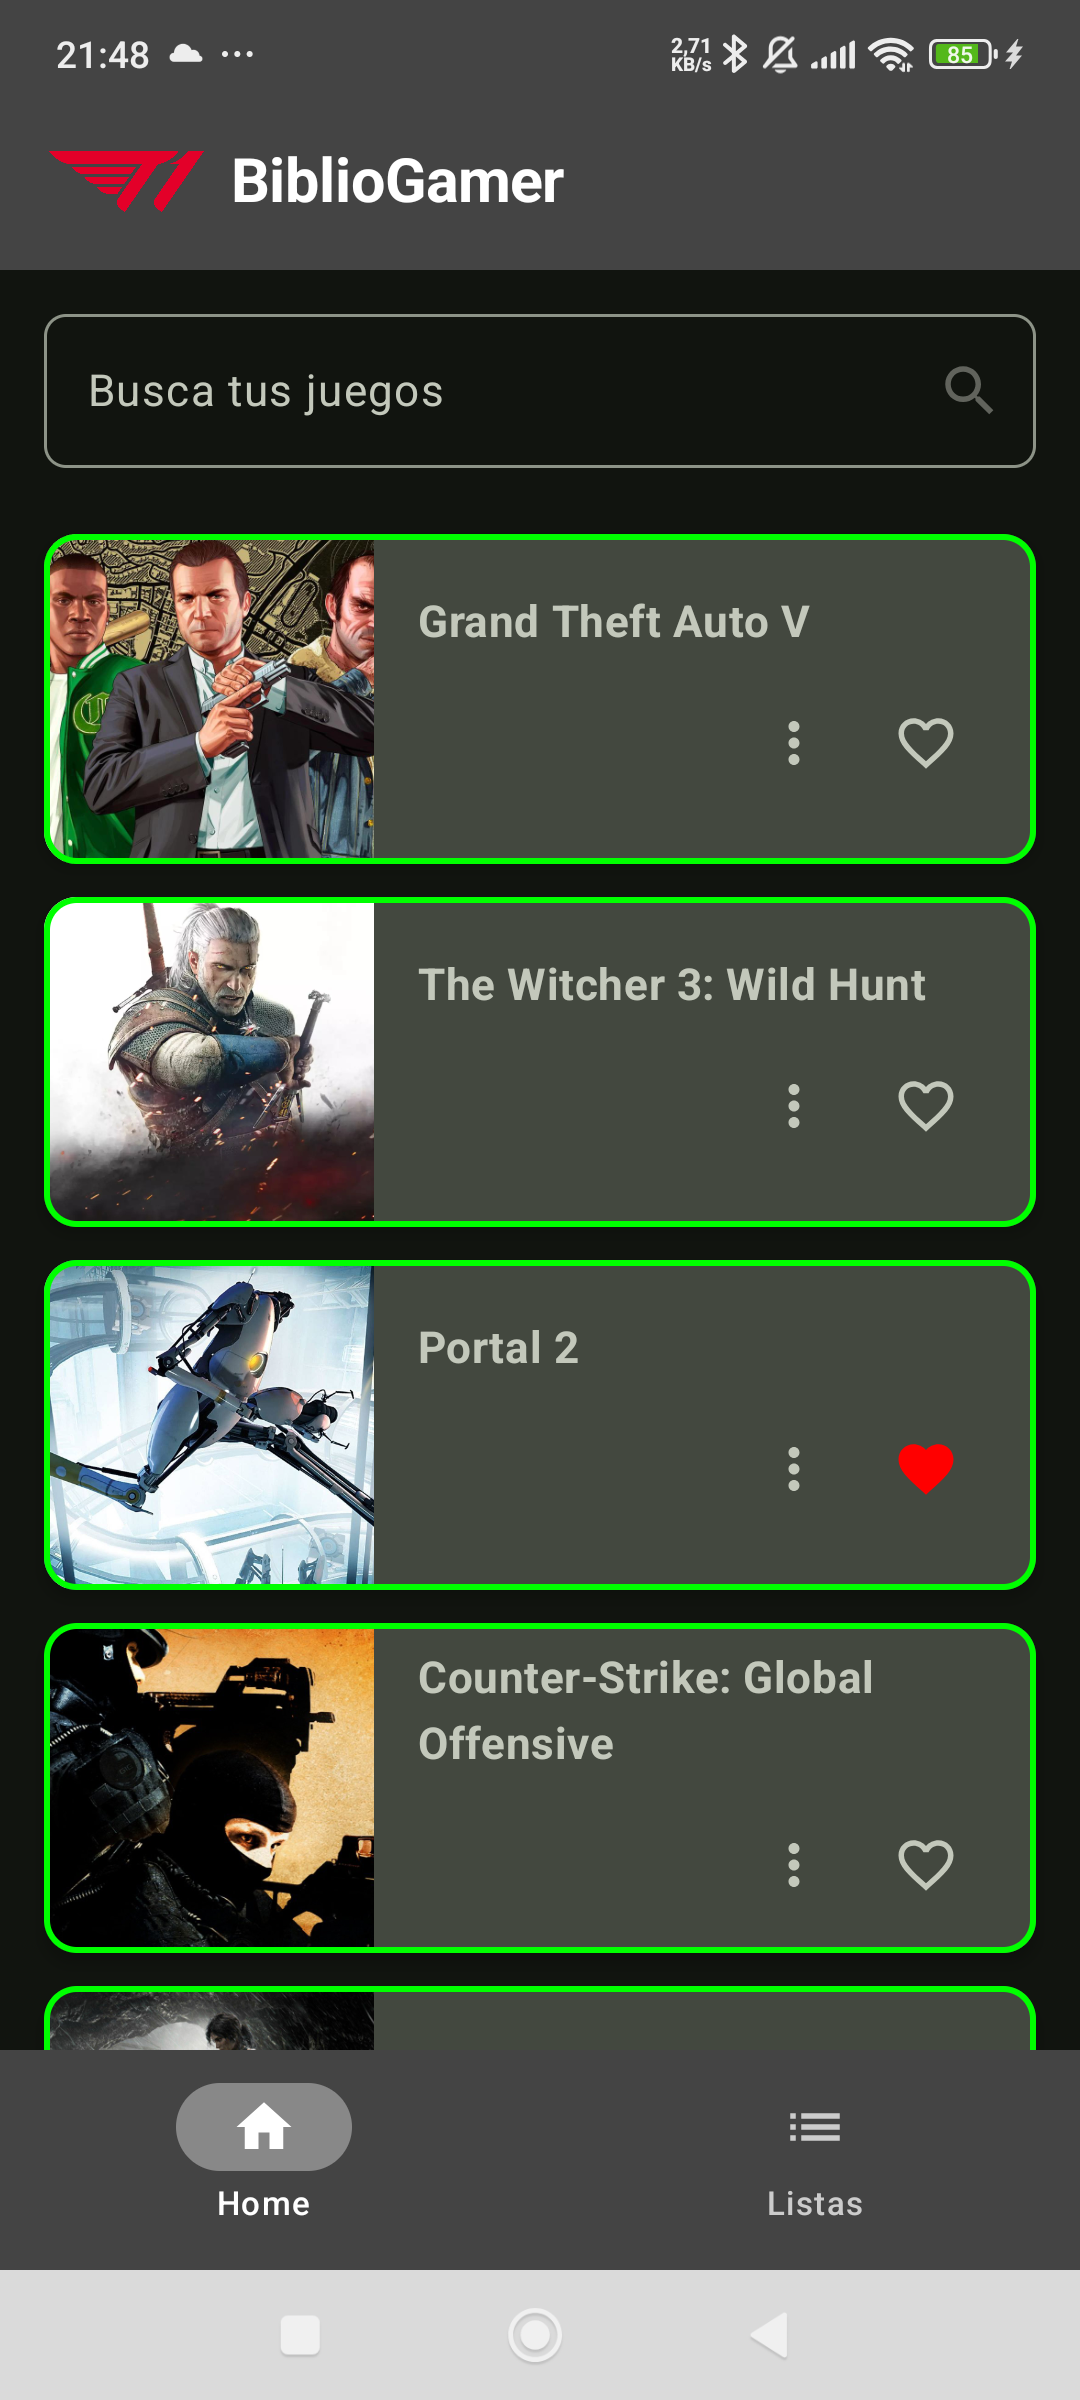 21:48
2,71
KB/s
85
T1 BiblioGamer
Busca tus juegos
Grand Theft Auto V
The Witcher 3: Wild Hunt
Portal 2
Counter-Strike: Global
Offensive
Home
Listas